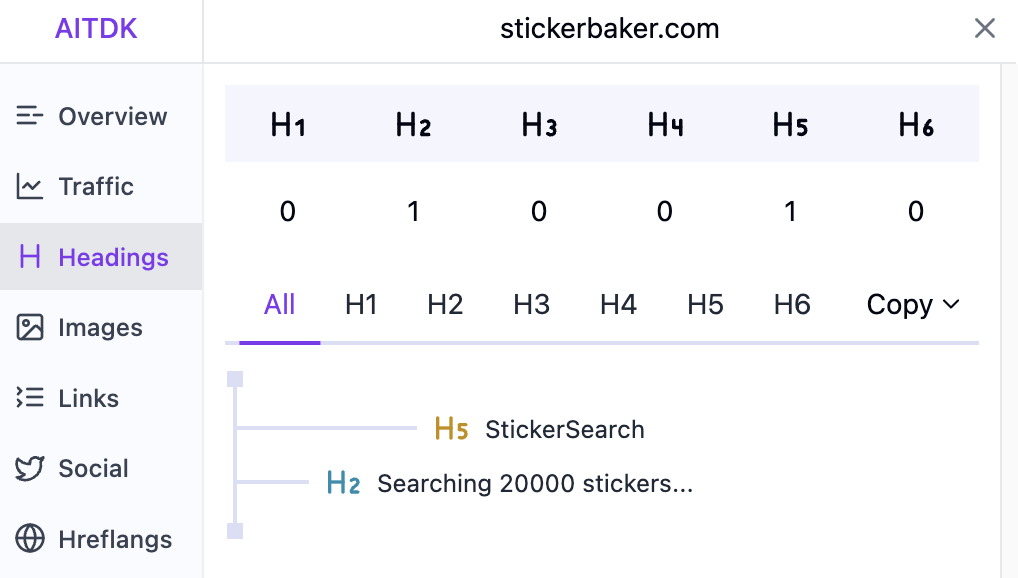 AITDK
stickerbaker.com
Overview
Traffic
Headings
Images
Links
Social
Hreflangs
H1 H2 H3 H4 H5 H6
0 1 0 0 1 0
All H1 H2 H3 H4 H5 H6 Copy
H5 StickerSearch
H2 Searching 20000 stickers...